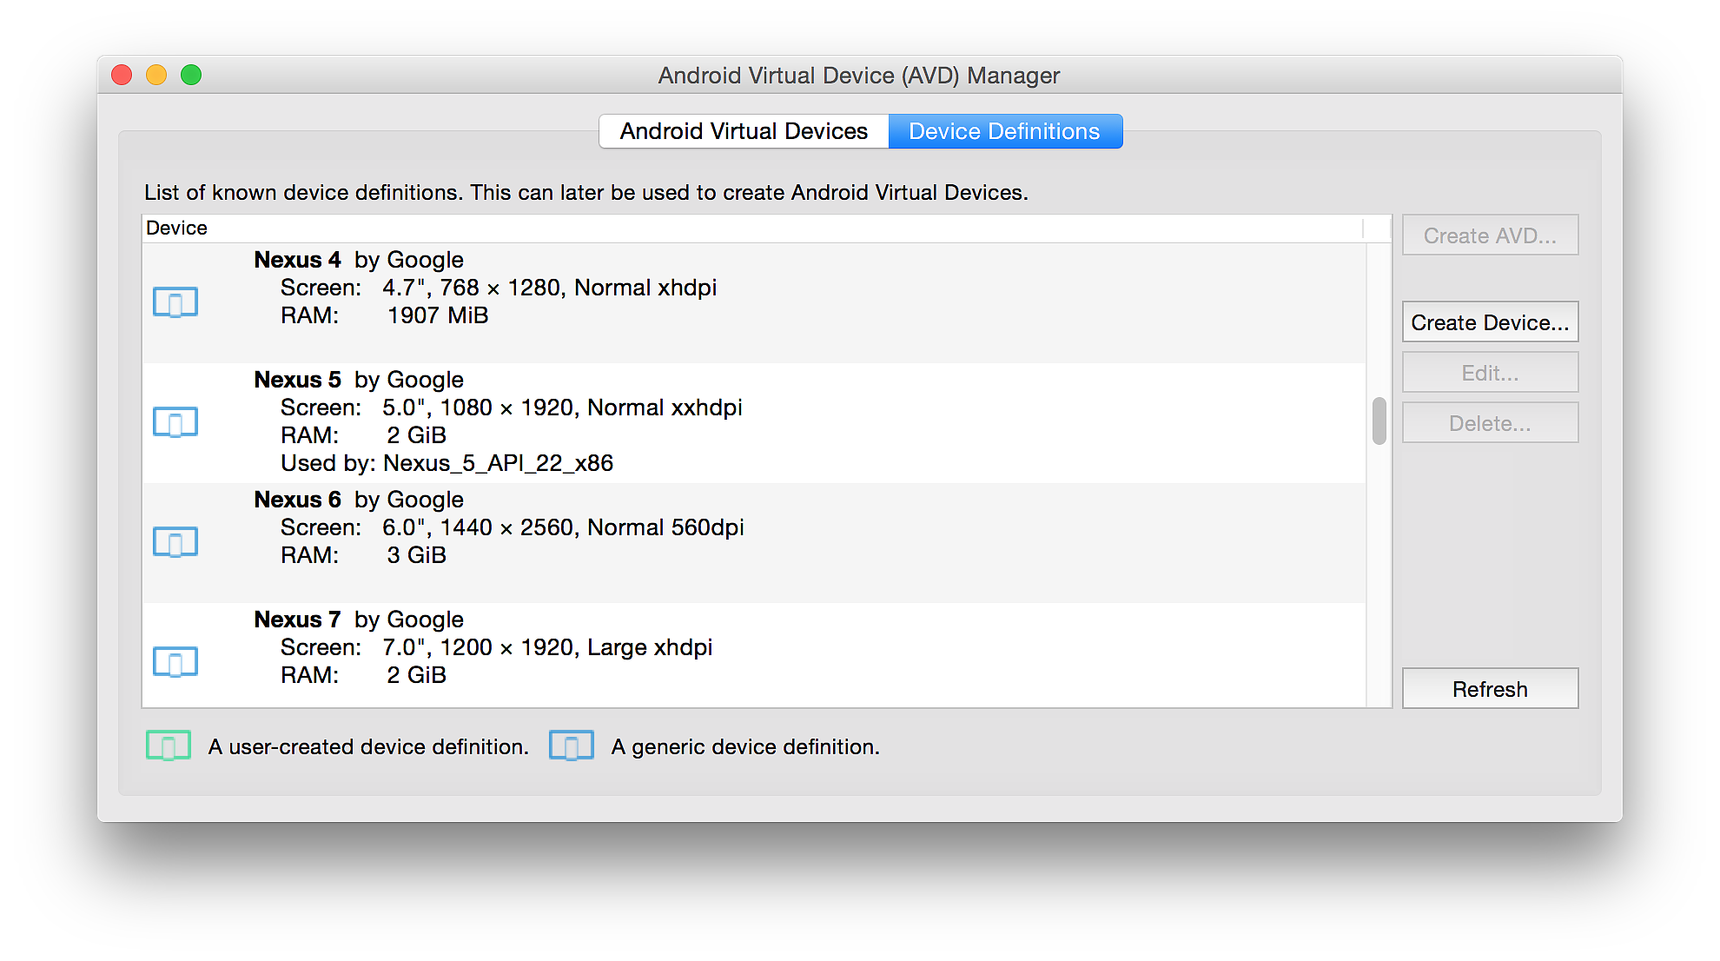 Android Virtual Device (AVD) Manager
Android Virtual Devices
Device Definitions
List of known device definitions. This can later be used to create Android Virtual Devices.
Device
Nexus 4 by Google
Screen: 4.7", 768 × 1280, Normal xhdpi
RAM: 1907 MiB
Nexus 5 by Google
Screen: 5.0", 1080 × 1920, Normal xxhdpi
RAM: 2 GiB
Used by: Nexus_5_API_22_x86
Nexus 6 by Google
Screen: 6.0", 1440 × 2560, Normal 560dpi
RAM: 3 GiB
Nexus 7 by Google
Screen: 7.0", 1200 × 1920, Large xhdpi
RAM: 2 GiB
Create AVD...
Create Device...
Edit...
Delete...
Refresh
A user-created device definition.
A generic device definition.